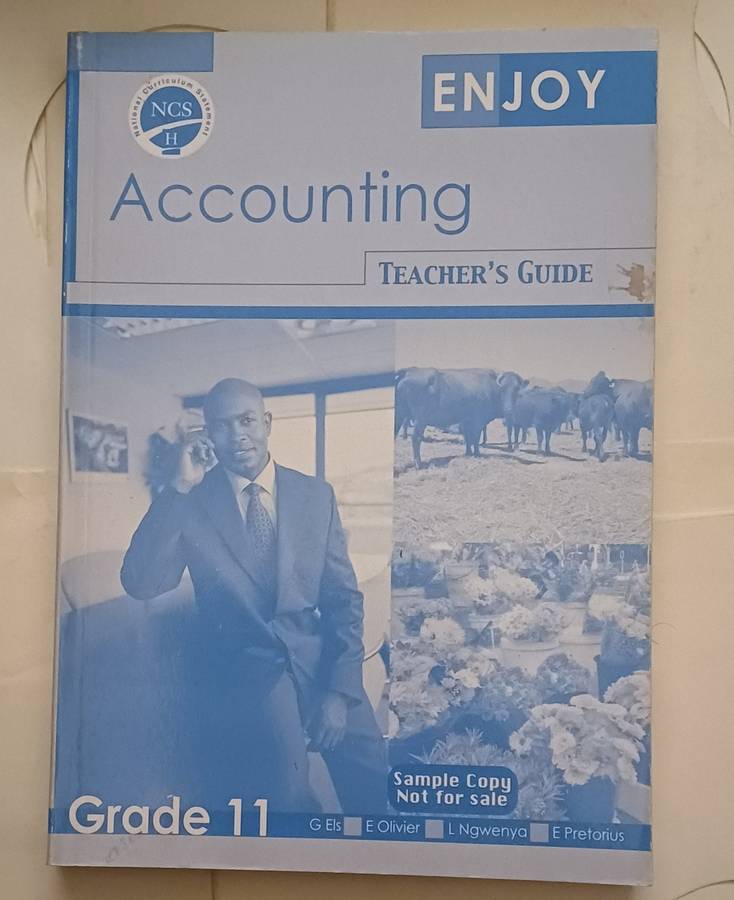 National Curriculum Statement
NCS
H
ENJOY
Accounting
TEACHER'S GUIDE
Sample Copy
Not for sale
Grade 11
G Els E Olivier L Ngwenya E Pretorius